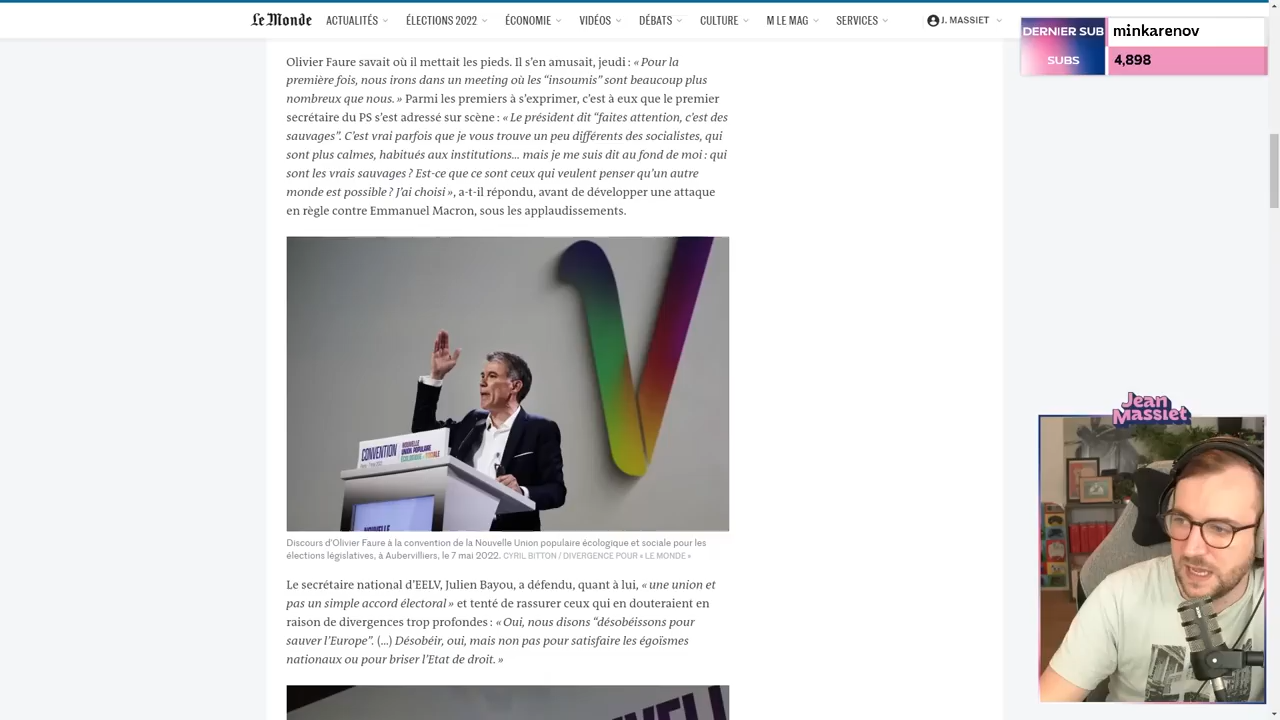 Le Monde ACTUALITÉS ÉLECTIONS 2022 ÉCONOMIE VIDÉOS DÉBATS CULTURE M LE MAG SERVICES J. MASSIET
DERNIER SUB minkarenov
SUBS 4,898
Olivier Faure savait où il mettait les pieds. Il s’en amusait, jeudi : « Pour la
première fois, nous irons dans un meeting où les “insoumis” sont beaucoup plus
nombreux que nous. » Parmi les premiers à s’exprimer, c’est à eux que le premier
secrétaire du PS s’est adressé sur scène : « Le président dit “faites attention, c’est des
sauvages”. C’est vrai parfois que je vous trouve un peu différents des socialistes, qui
sont plus calmes, habitués aux institutions… mais je me suis dit au fond de moi : qui
sont les vrais sauvages ? Est-ce que ce sont ceux qui veulent penser qu’un autre
monde est possible ? J’ai choisi », a-t-il répondu, avant de développer une attaque
en règle contre Emmanuel Macron, sous les applaudissements.
V
CONVENTION
NOUVELLE
UNION POPULAIRE
NOUVELLE
Discours d’Olivier Faure à la convention de la Nouvelle Union populaire écologique et sociale pour les
élections législatives, à Aubervilliers, le 7 mai 2022. CYRIL BITTON / DIVERGENCE POUR « LE MONDE »
Jean
Massiet
Le secrétaire national d’EELV, Julien Bayou, a défendu, quant à lui, « une union et
pas un simple accord électoral » et tenté de rassurer ceux qui en douteraient en
raison de divergences trop profondes : « Oui, nous disons “désobéissons pour
sauver l’Europe”. (…) Désobéir, oui, mais non pas pour satisfaire les égoïsmes
nationaux ou pour briser l’Etat de droit. »